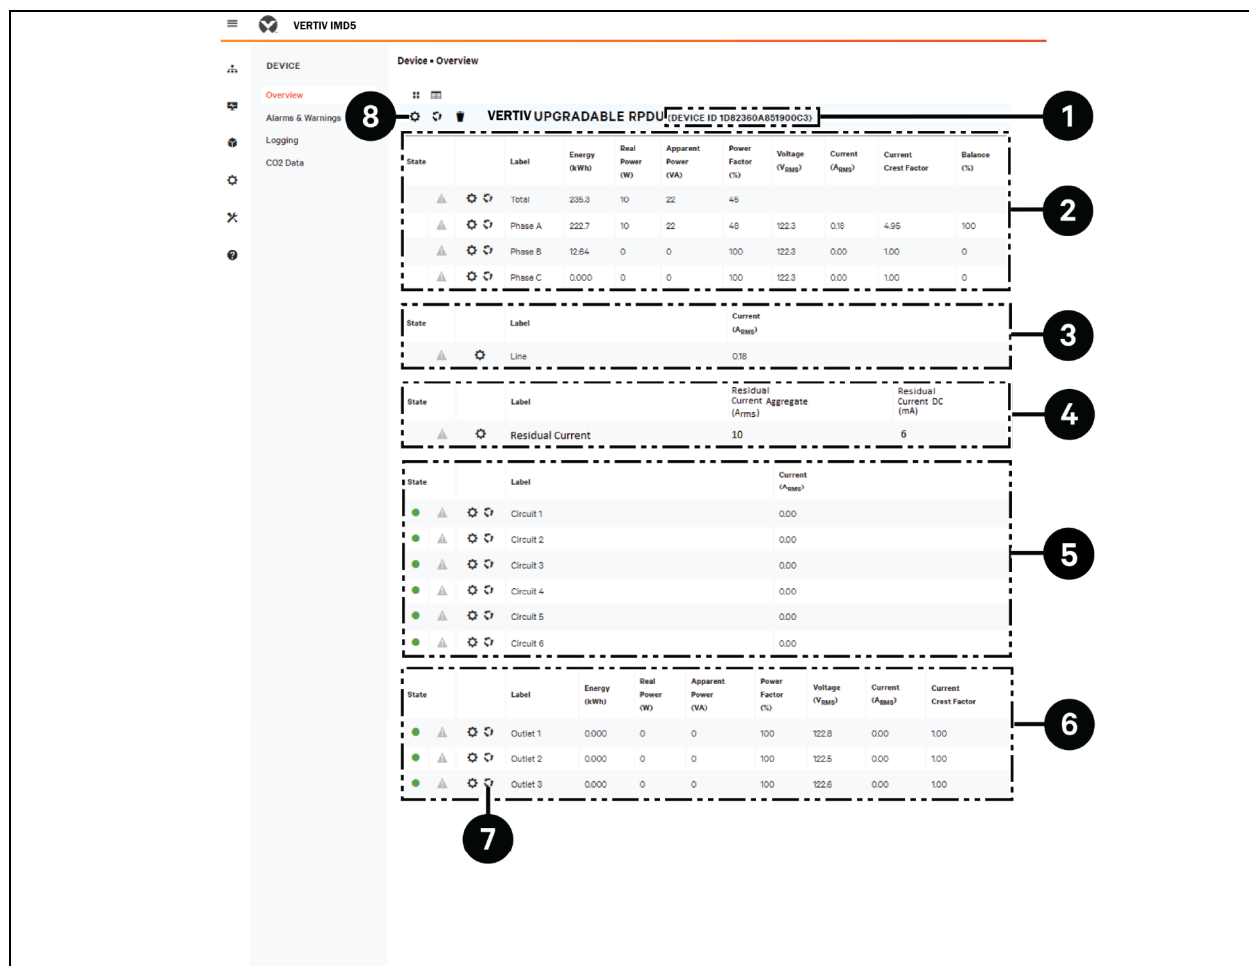 VERTIV IMD5
DEVICE
Overview
Alarms & Warnings
Logging
CO2 Data
Device • Overview
8
VERTIV UPGRADABLE RPDU (DEVICE ID 1D82360A851900C3)
1
State Label Energy (kWh) Real Power (W) Apparent Power (VA) Power Factor (%) Voltage (VRMS) Current (ARMS) Current Crest Factor Balance (%)
Total 235.3 10 22 45
Phase A 222.7 10 22 48 122.3 0.18 4.95 100
Phase B 12.64 0 0 100 122.3 0.00 1.00 0
Phase C 0.000 0 0 100 122.3 0.00 1.00 0
2
State Label Current (ARMS)
Line 0.18
3
State Label Residual Current Aggregate (Arms) Residual Current DC (mA)
Residual Current 10 6
4
State Label Current (ARMS)
Circuit 1 0.00
Circuit 2 0.00
Circuit 3 0.00
Circuit 4 0.00
Circuit 5 0.00
Circuit 6 0.00
5
State Label Energy (kWh) Real Power (W) Apparent Power (VA) Power Factor (%) Voltage (VRMS) Current (ARMS) Current Crest Factor
Outlet 1 0.000 0 0 100 122.8 0.00 1.00
Outlet 2 0.000 0 0 100 122.5 0.00 1.00
Outlet 3 0.000 0 0 100 122.6 0.00 1.00
6
7